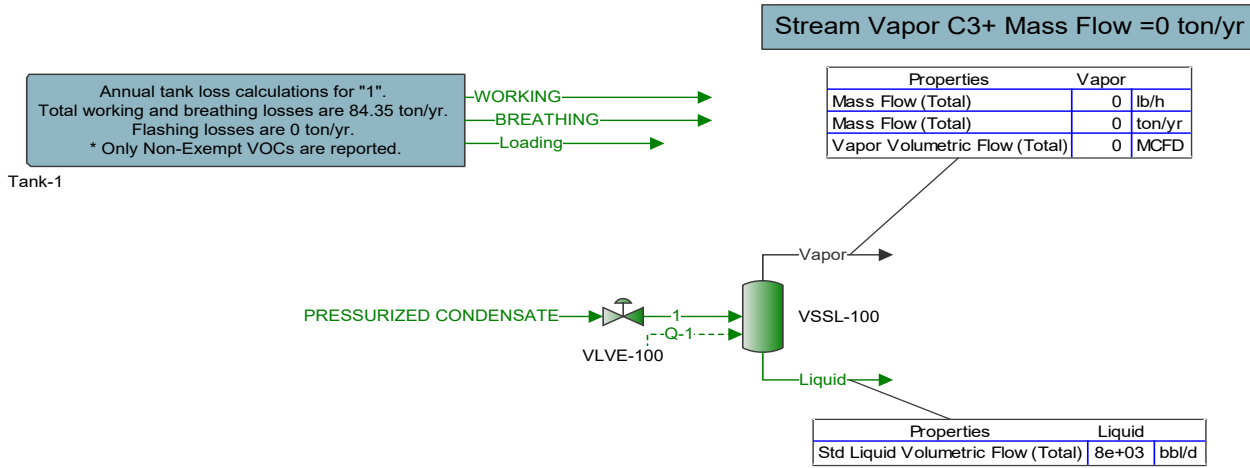 Stream Vapor C3+ Mass Flow =0 ton/yr
Annual tank loss calculations for "1".
Total working and breathing losses are 84.35 ton/yr.
Flashing losses are 0 ton/yr.
* Only Non-Exempt VOCs are reported.
WORKING
BREATHING
Loading
Tank-1
Properties Vapor
Mass Flow (Total) 0 lb/h
Mass Flow (Total) 0 ton/yr
Vapor Volumetric Flow (Total) 0 MCFD
Vapor
PRESSURIZED CONDENSATE
1
Q-1
VLVE-100
VSSL-100
Liquid
Properties Liquid
Std Liquid Volumetric Flow (Total) 8e+03 bbl/d